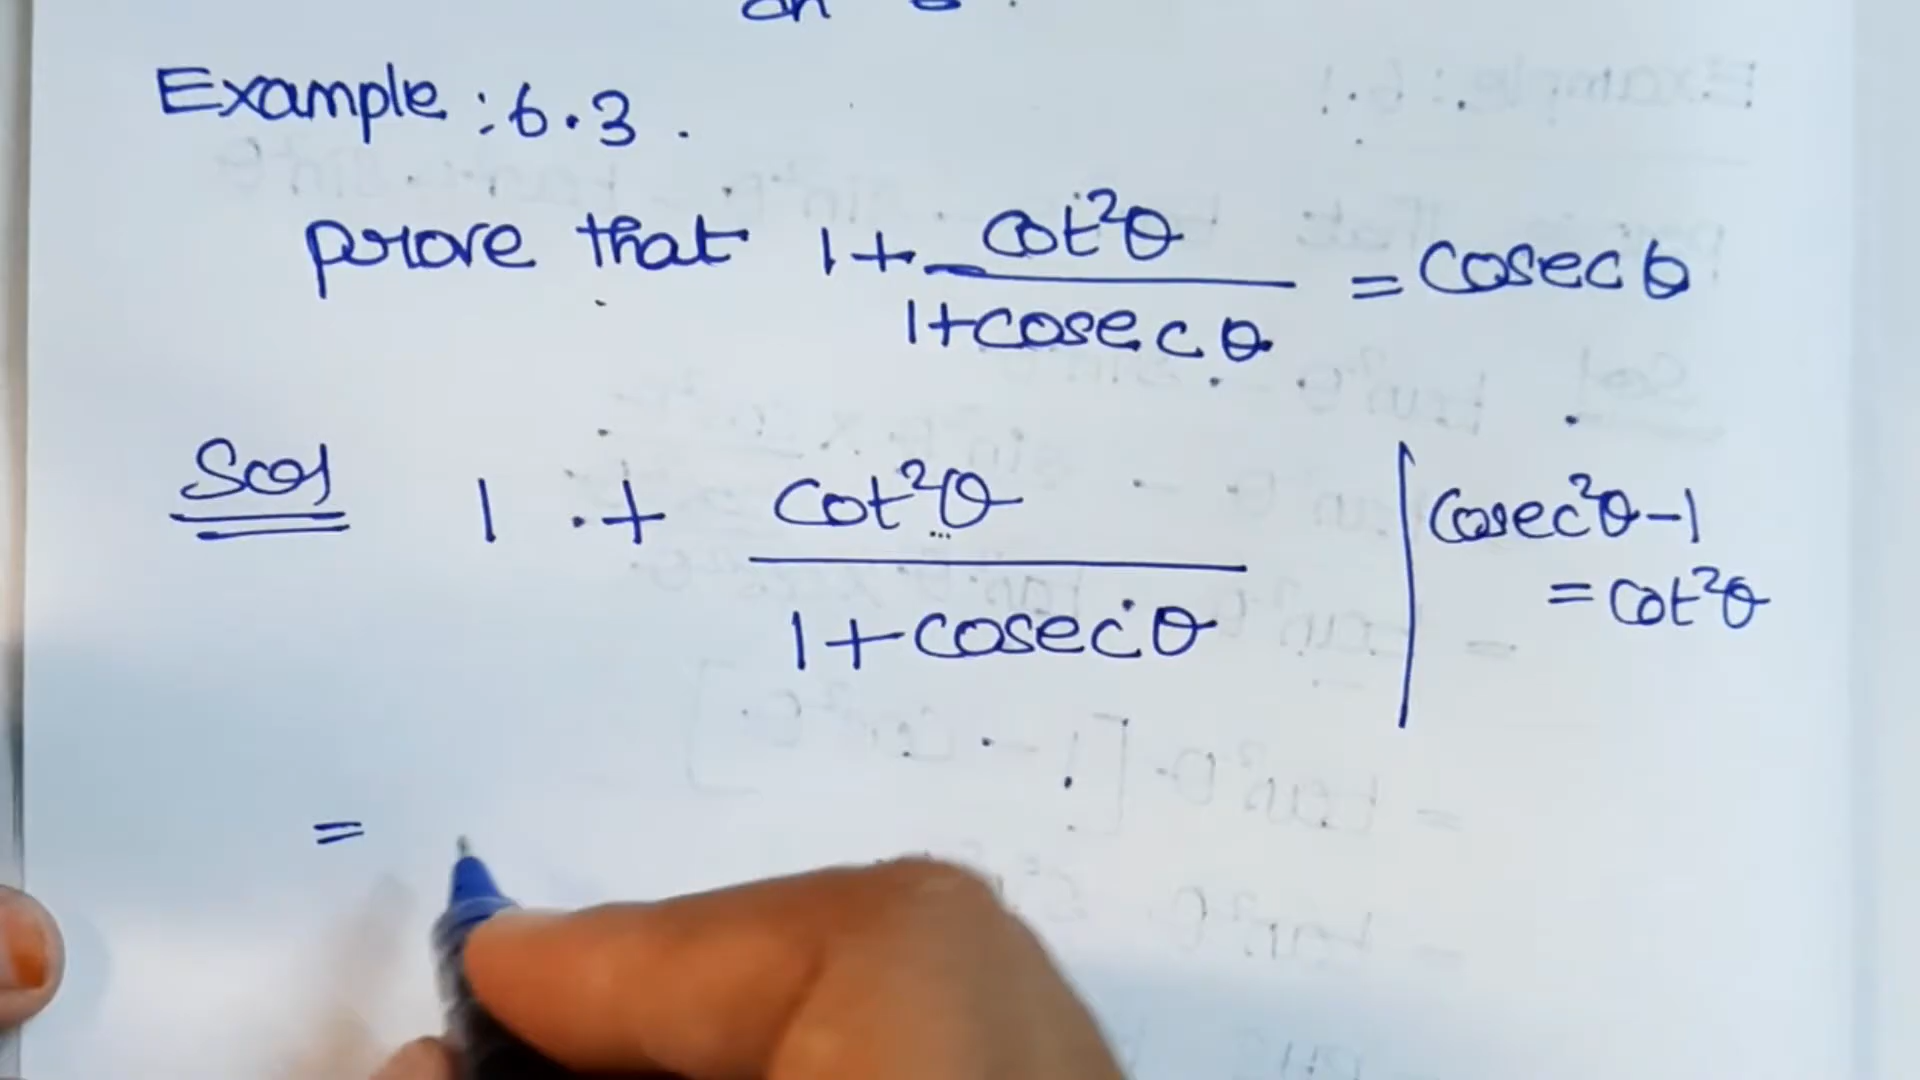 Example : 6.3.
prove that 1 + cot²θ / 1+cosec θ = cosec θ
Sol 1 + cot²θ / 1+cosec θ
cosec²θ-1
= cot²θ
=